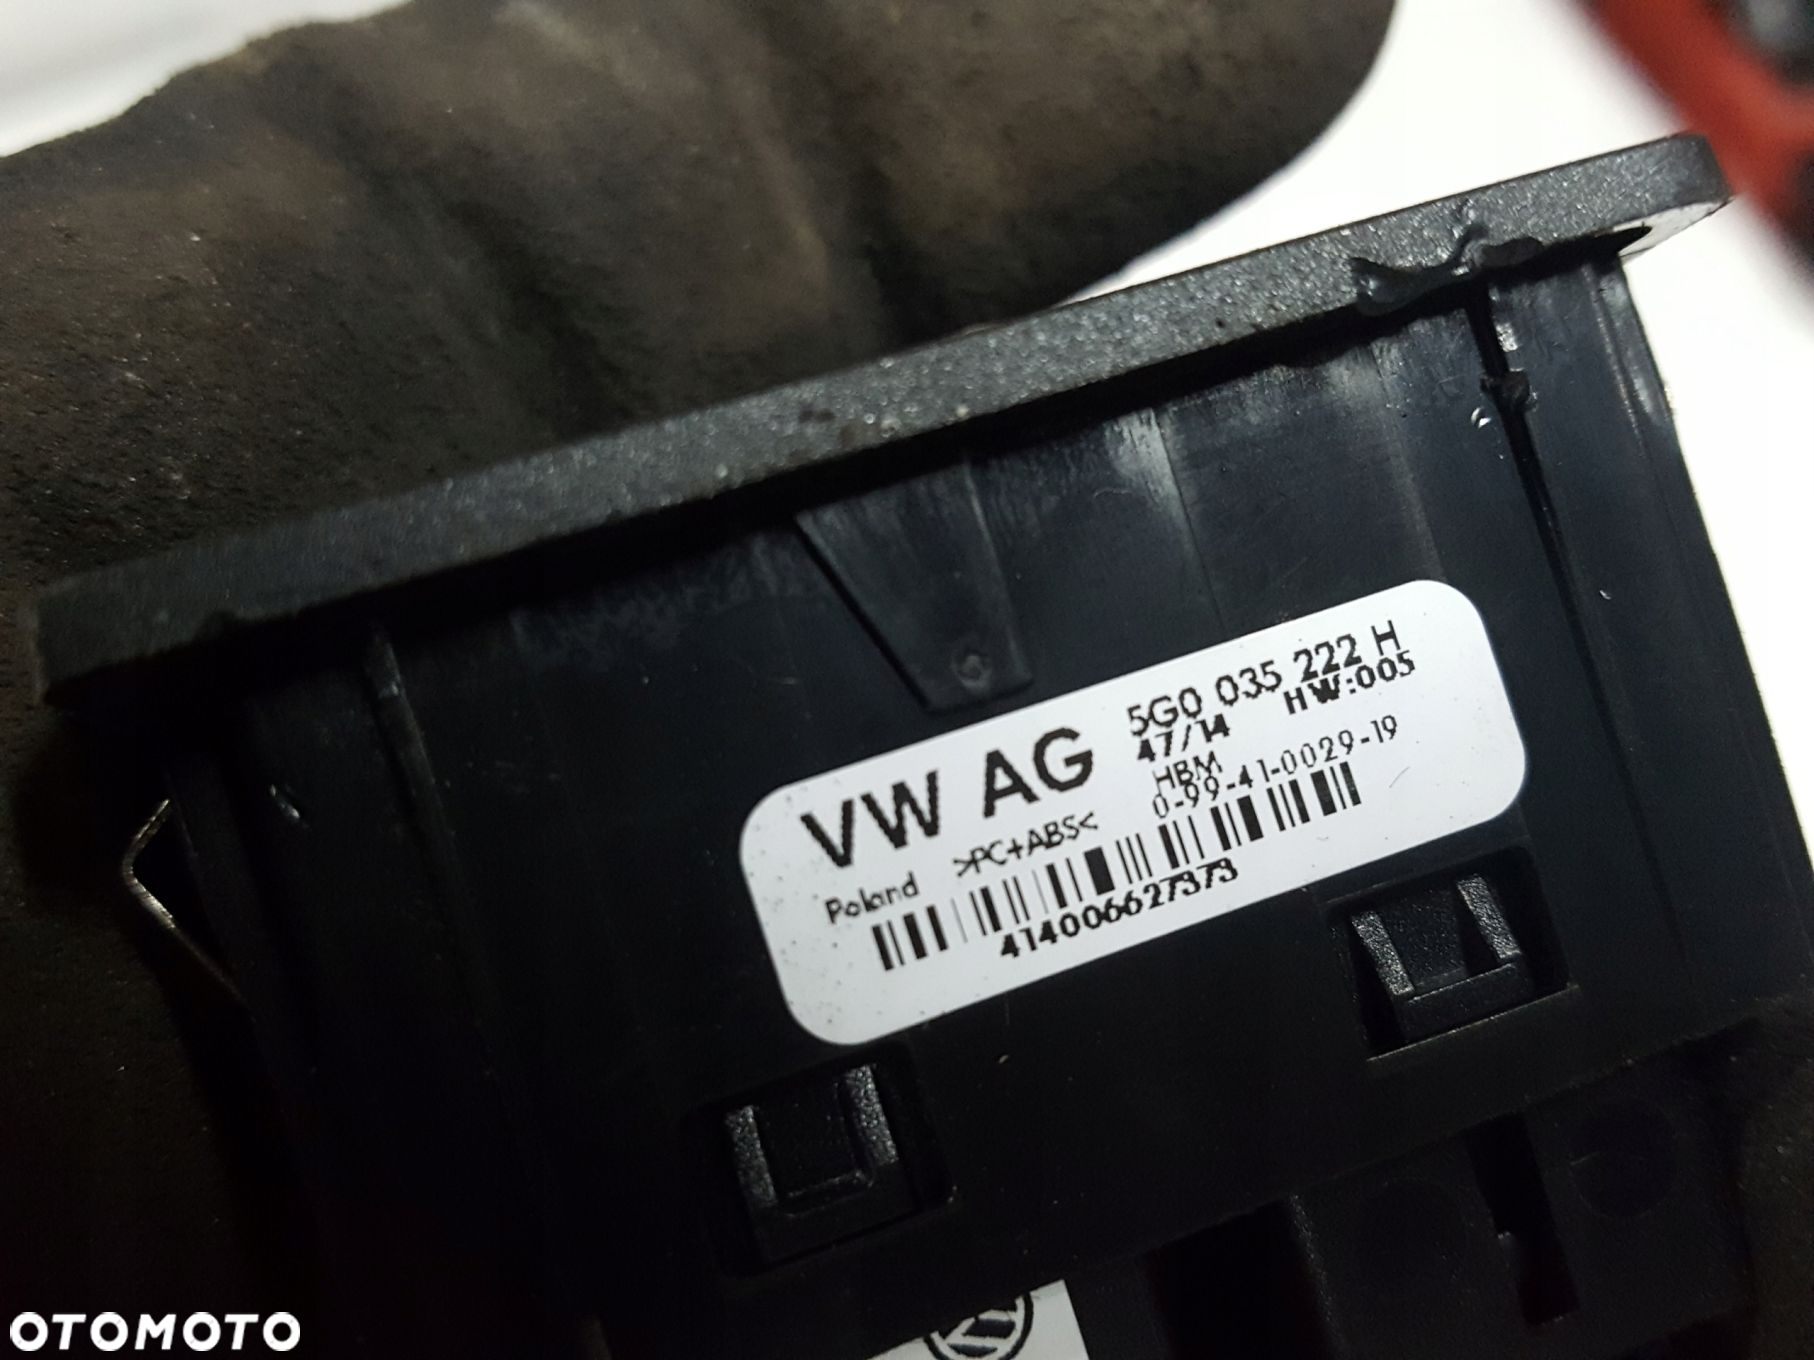 VW AG
5G0 035 222 H
47/14 HW:005
HBM
0-99-41-0029-19
Poland >PC+ABS<
414006627373
OTOMOTO